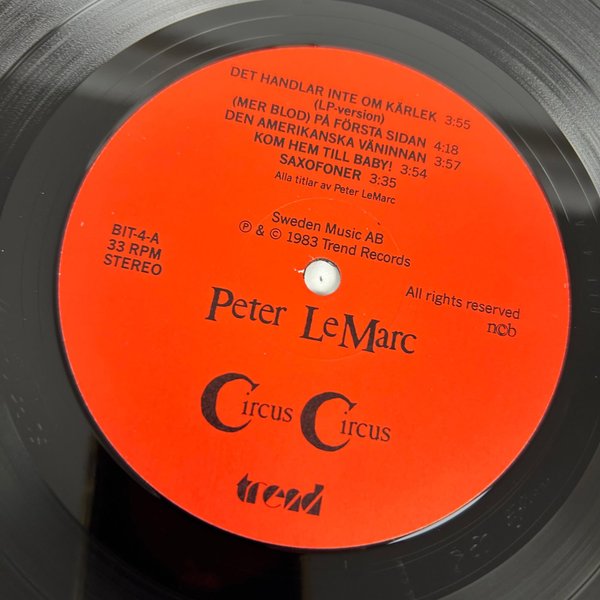 DET HANDLAR INTE OM KÄRLEK 3:55
(LP-version)
(MER BLOD) PÅ FÖRSTA SIDAN 4:18
DEN AMERIKANSKA VÄNINNAN 3:57
KOM HEM TILL BABY! 3:54
SAXOFONER 3:35
Alla titlar av Peter LeMarc
Sweden Music AB
℗ & © 1983 Trend Records
BIT-4-A
33 RPM
STEREO
All rights reserved
n©b
Peter LeMarc
Circus Circus
trend